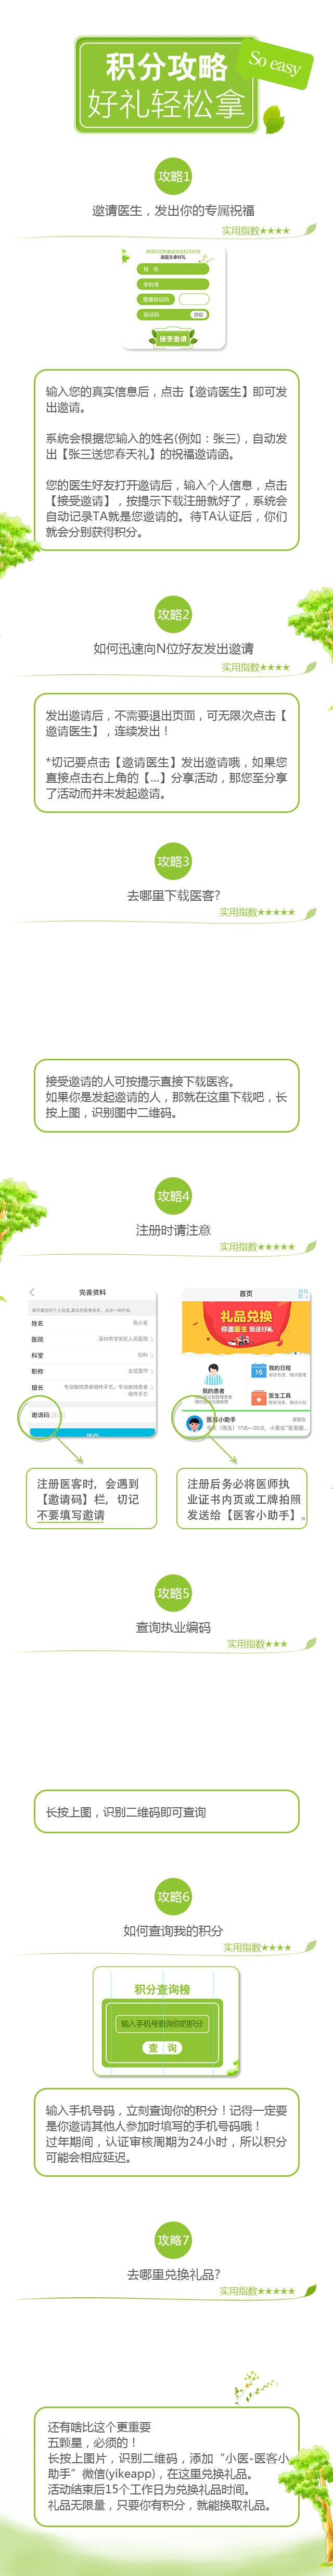 积分攻略
So easy
好礼轻松拿
攻略1
邀请医生，发出你的专属祝福
实用指数★★★★
姓 名
手机号
图像验证码
验证码
获取
接受邀请
输入您的真实信息后，点击【邀请医生】即可发
出邀请。
系统会根据您输入的姓名(例如：张三)，自动发
出【张三送您春天礼】的祝福邀请函。
您的医生好友打开邀请后，输入个人信息，点击
【接受邀请】，按提示下载注册就好了，系统会
自动记录TA就是您邀请的。待TA认证后，你们
就会分别获得积分。
攻略2
如何迅速向N位好友发出邀请
实用指数★★★★
发出邀请后，不需要退出页面，可无限次点击【
邀请医生】，连续发出！
*切记要点击【邀请医生】发出邀请哦，如果您
直接点击右上角的【...】分享活动，那您至分享
了活动而并未发起邀请。
攻略3
去哪里下载医客?
实用指数★★★★★
接受邀请的人可按提示直接下载医客。
如果你是发起邀请的人，那就在这里下载吧，长
按上图，识别图中二维码。
攻略4
注册时请注意
实用指数★★★★★
完善资料
姓名
医院
深圳市宝安区人民医院
科室
职称
主任医师
擅长
邀请码
首页
礼品兑换
你邀医生 我送好礼
我的患者
我的日程
16
医生工具
医客小助手
星期五
注册医客时，会遇到
【邀请码】栏，切记
不要填写邀请
注册后务必将医师执
业证书内页或工牌拍照
发送给【医客小助手】。
攻略5
查询执业编码
实用指数★★★
长按上图，识别二维码即可查询
攻略6
如何查询我的积分
实用指数★★★★
积分查询榜
输入手机号查询你的积分
查 询
输入手机号码，立刻查询你的积分！记得一定要
是你邀请其他人参加时填写的手机号码哦！
过年期间，认证审核周期为24小时，所以积分
可能会相应延迟。
攻略7
去哪里兑换礼品?
实用指数★★★★★
还有啥比这个更重要
五颗星，必须的！
长按上图片，识别二维码，添加“小医-医客小
助手”微信(yikeapp)，在这里兑换礼品。
活动结束后15个工作日为兑换礼品时间。
礼品无限量，只要你有积分，就能换取礼品。